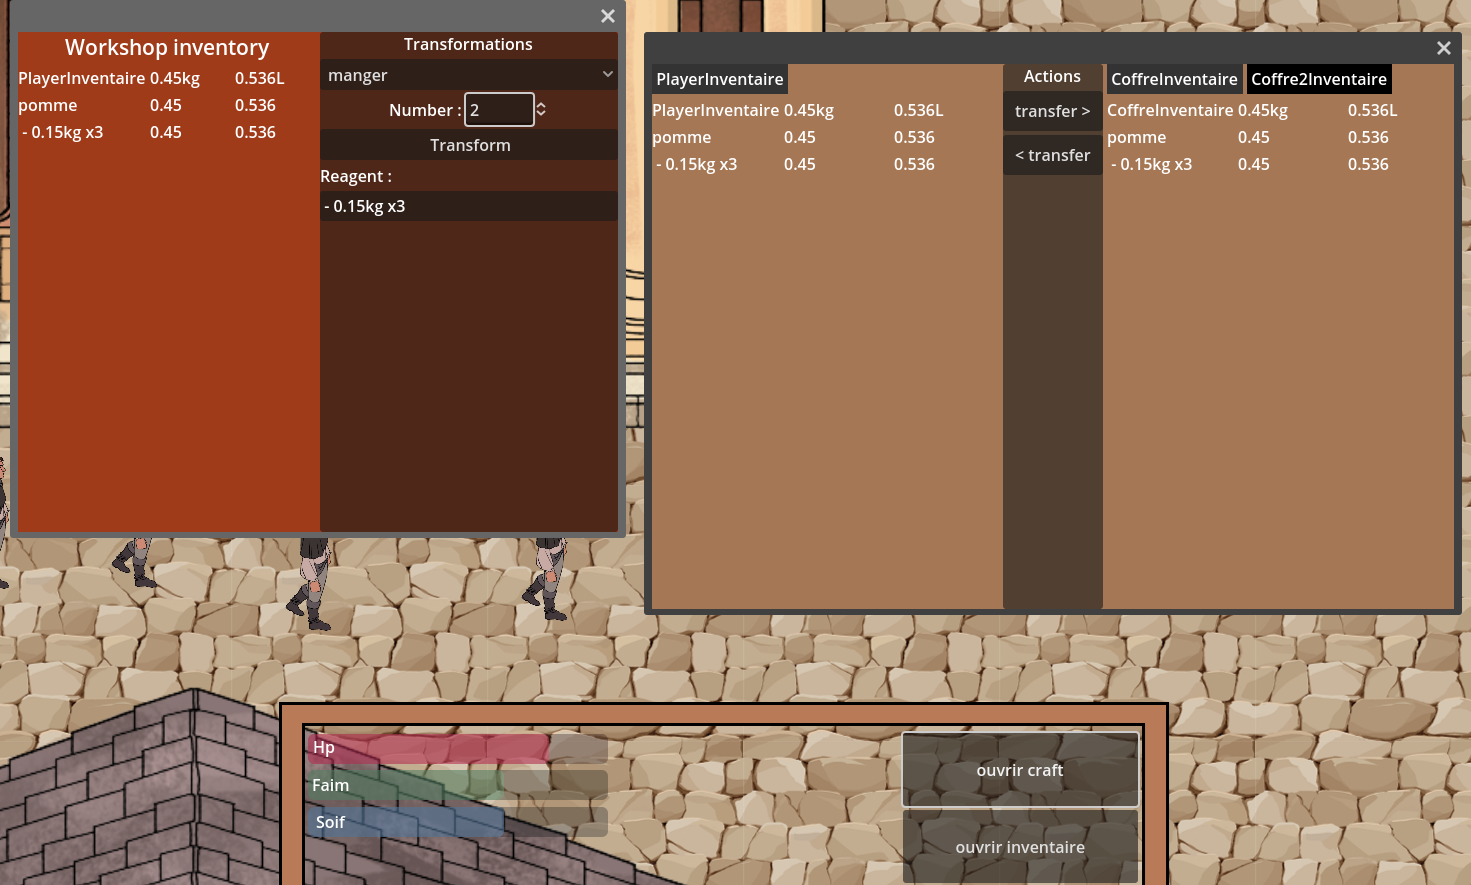 Workshop inventory
PlayerInventaire 0.45kg 0.536L
pomme 0.45 0.536
- 0.15kg x3 0.45 0.536
Transformations
manger
Number : 2
Transform
Reagent :
- 0.15kg x3
PlayerInventaire
PlayerInventaire 0.45kg 0.536L
pomme 0.45 0.536
- 0.15kg x3 0.45 0.536
Actions
transfer >
< transfer
CoffreInventaire Coffre2Inventaire
CoffreInventaire 0.45kg 0.536L
pomme 0.45 0.536
- 0.15kg x3 0.45 0.536
Hp
Faim
Soif
ouvrir craft
ouvrir inventaire